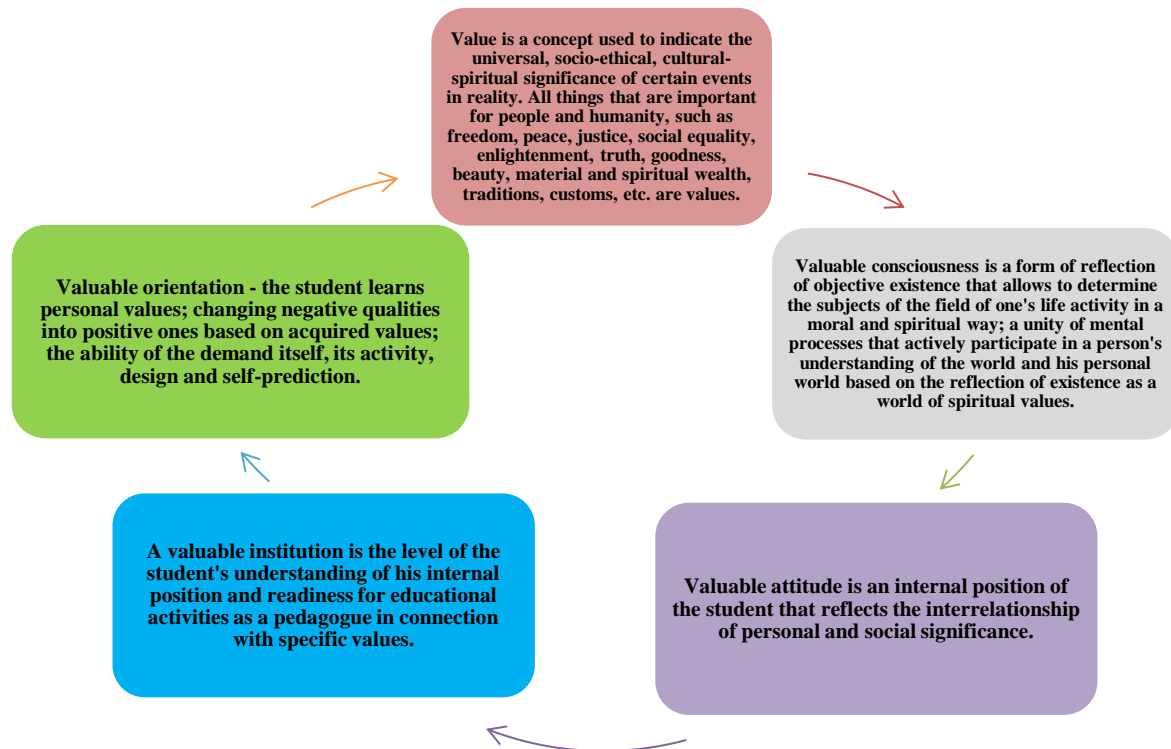 Value is a concept used to indicate the
universal, socio-ethical, cultural-
spiritual significance of certain events
in reality. All things that are important
for people and humanity, such as
freedom, peace, justice, social equality,
enlightenment, truth, goodness,
beauty, material and spiritual wealth,
traditions, customs, etc. are values.
Valuable consciousness is a form of reflection
of objective existence that allows to determine
the subjects of the field of one's life activity in a
moral and spiritual way; a unity of mental
processes that actively participate in a person's
understanding of the world and his personal
world based on the reflection of existence as a
world of spiritual values.
Valuable attitude is an internal position of
the student that reflects the interrelationship
of personal and social significance.
A valuable institution is the level of the
student's understanding of his internal
position and readiness for educational
activities as a pedagogue in connection
with specific values.
Valuable orientation - the student learns
personal values; changing negative qualities
into positive ones based on acquired values;
the ability of the demand itself, its activity,
design and self-prediction.